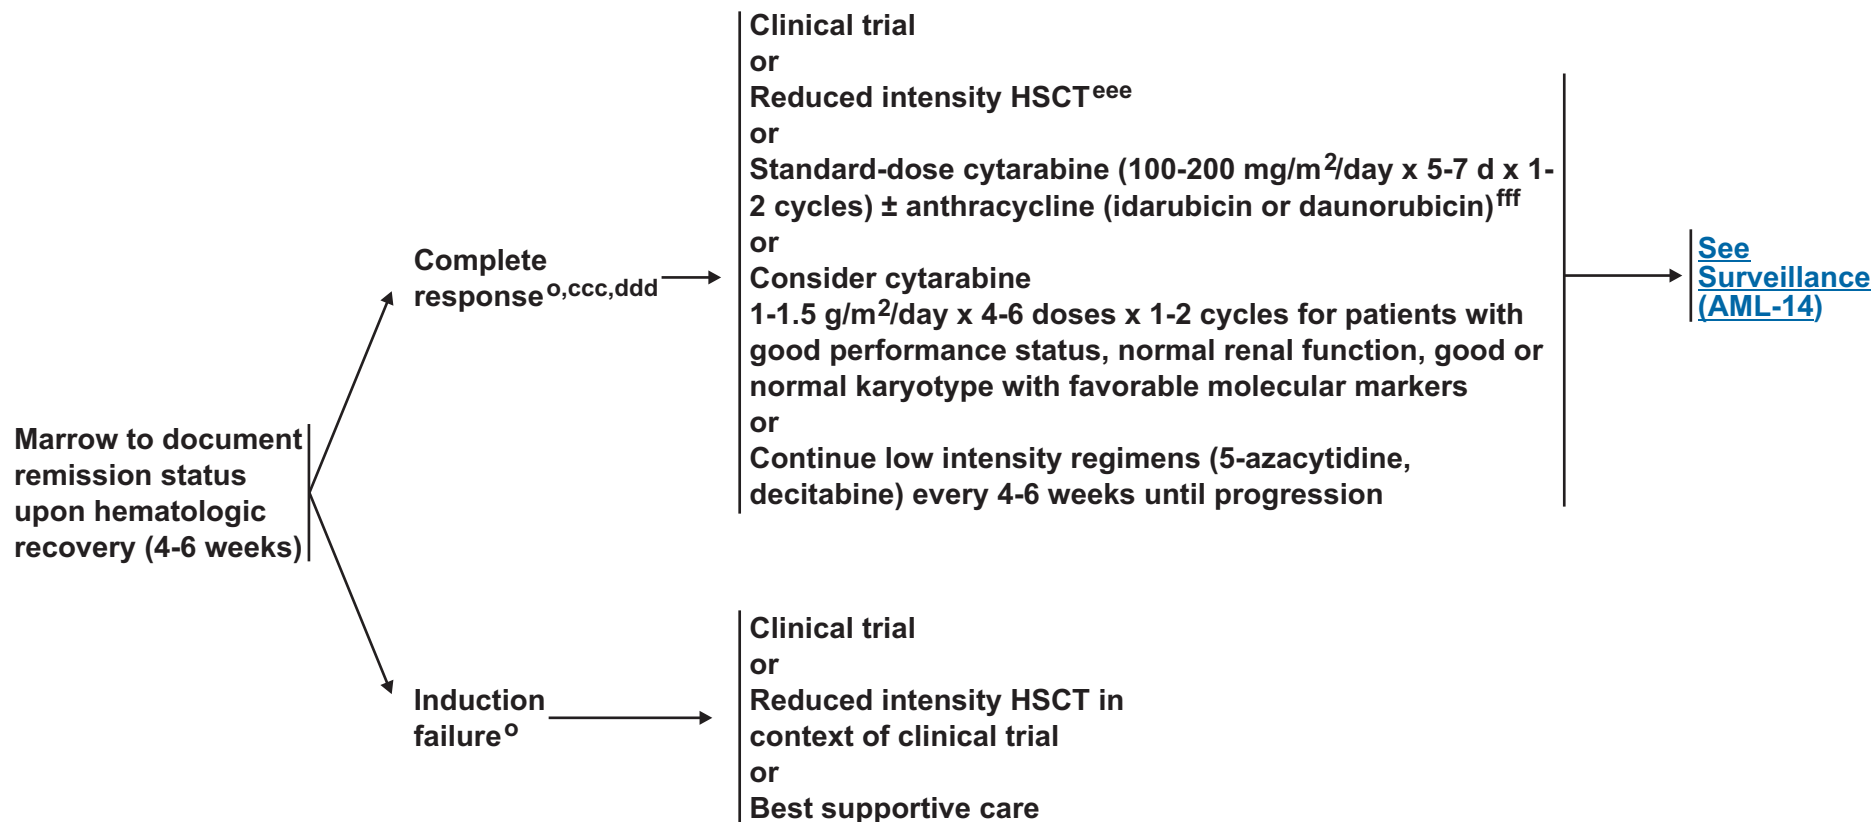 Marrow to document
remission status
upon hematologic
recovery (4-6 weeks)
Complete
response o,ccc,ddd
Clinical trial
or
Reduced intensity HSCT eee
or
Standard-dose cytarabine (100-200 mg/m2/day x 5-7 d x 1-
2 cycles) ± anthracycline (idarubicin or daunorubicin) fff
or
Consider cytarabine
1-1.5 g/m2/day x 4-6 doses x 1-2 cycles for patients with
good performance status, normal renal function, good or
normal karyotype with favorable molecular markers
or
Continue low intensity regimens (5-azacytidine,
decitabine) every 4-6 weeks until progression
See
Surveillance
(AML-14)
Induction
failure o
Clinical trial
or
Reduced intensity HSCT in
context of clinical trial
or
Best supportive care